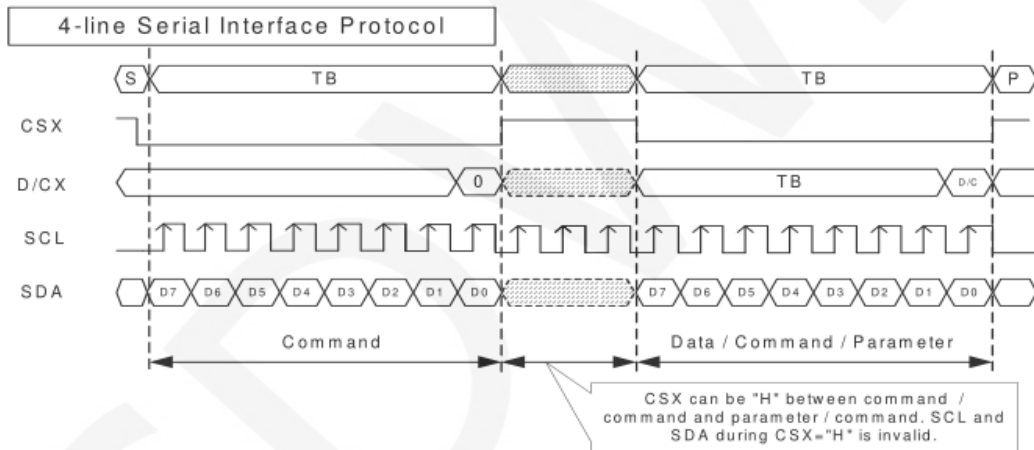 4-line Serial Interface Protocol
S TB TB P
CSX
D/CX 0 TB D/C
SCL
SDA D7 D6 D5 D4 D3 D2 D1 D0 D7 D6 D5 D4 D3 D2 D1 D0
Command Data / Command / Parameter
CSX can be "H" between command /
command and parameter / command. SCL and
SDA during CSX="H" is invalid.